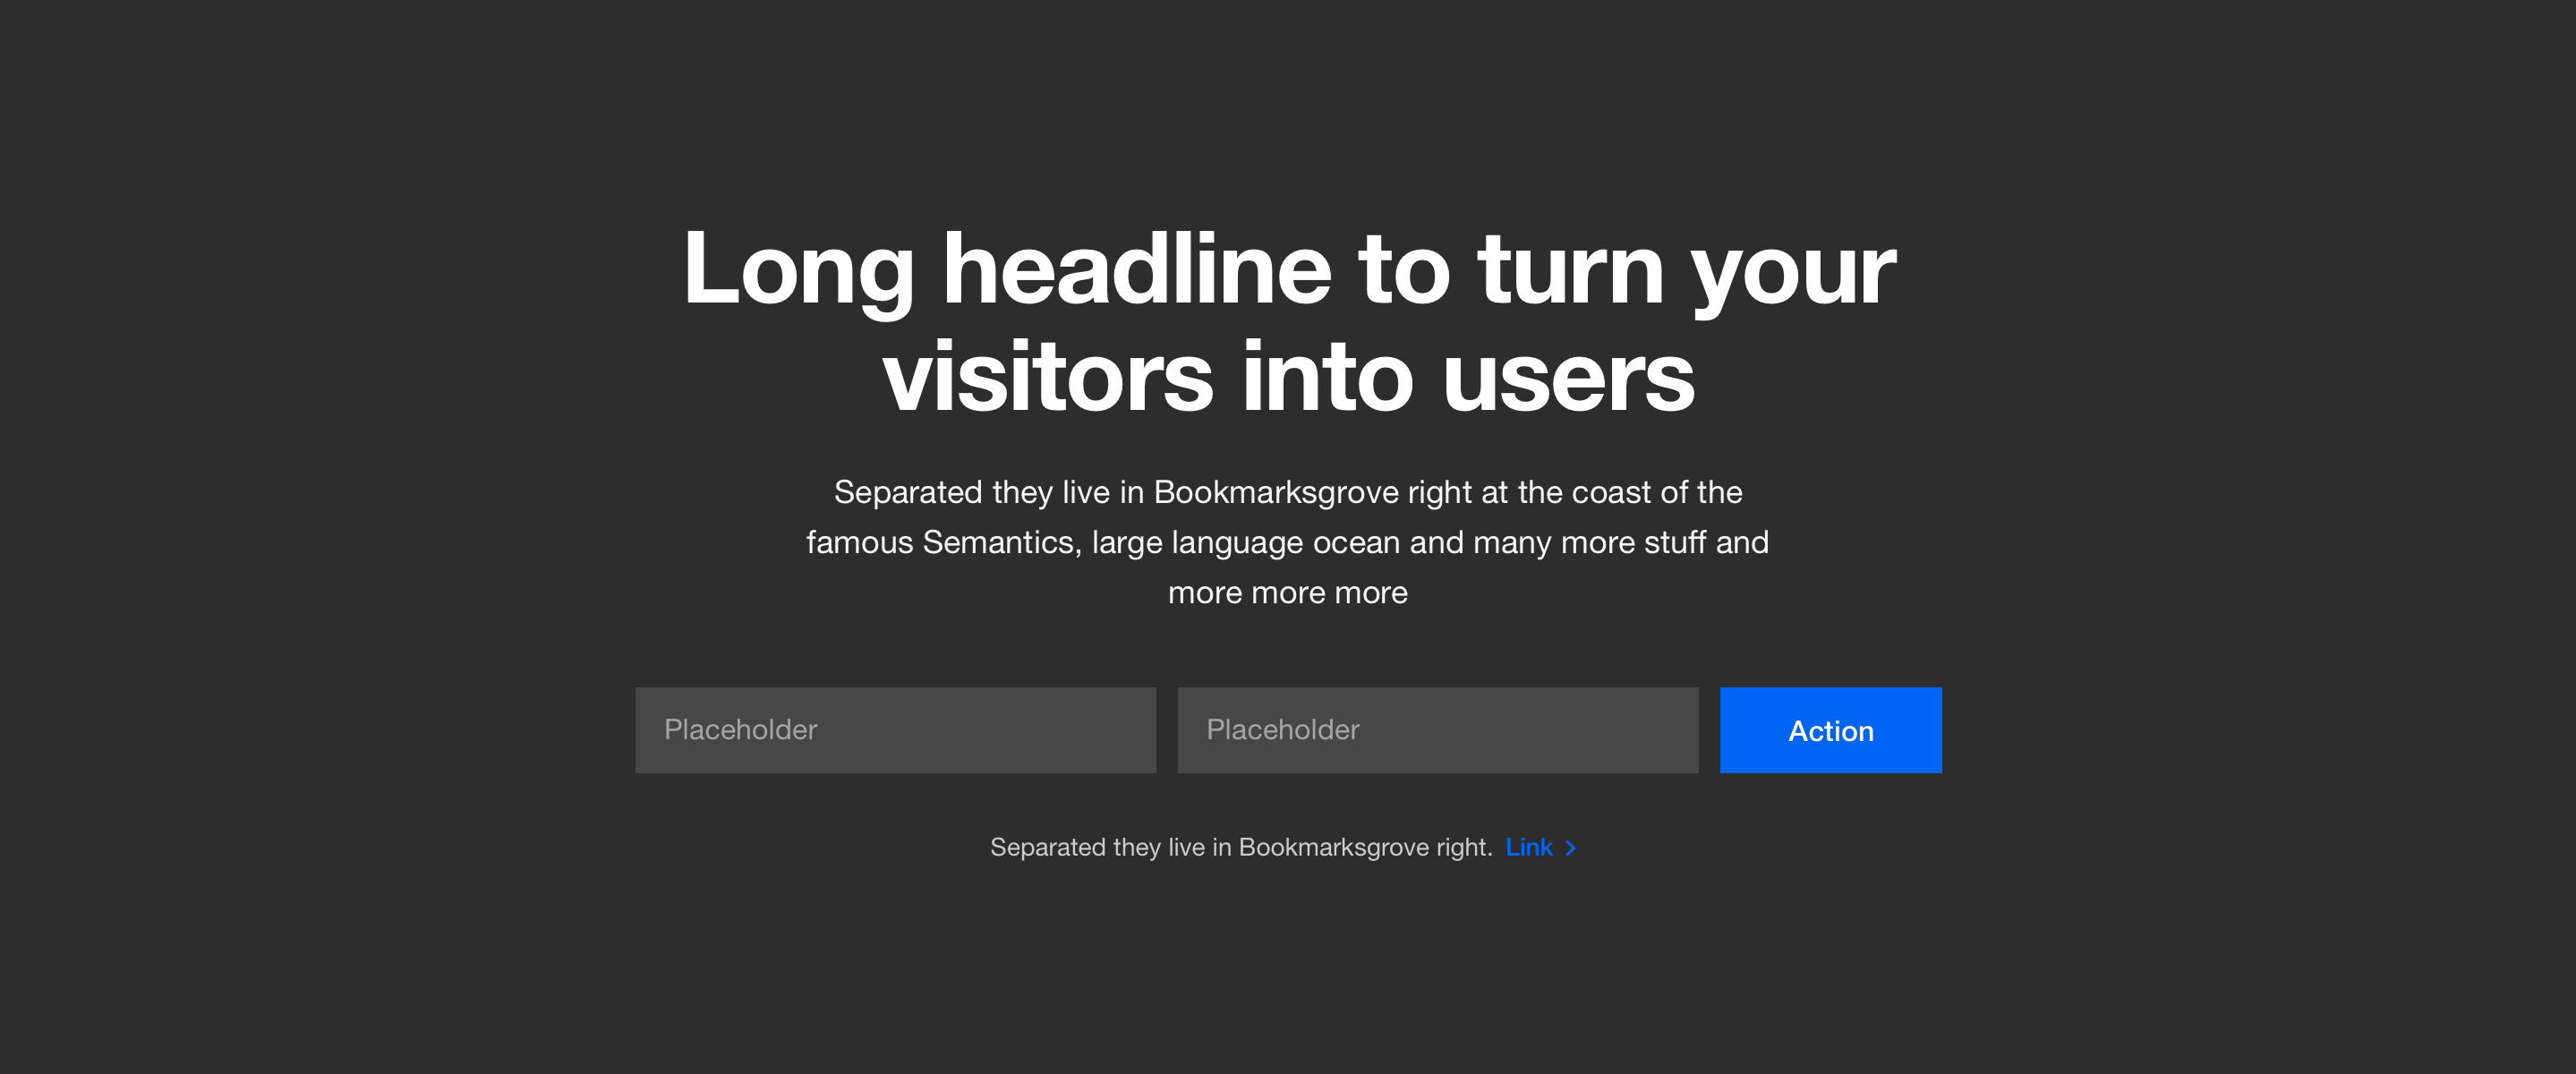 Long headline to turn your
visitors into users
Separated they live in Bookmarksgrove right at the coast of the
famous Semantics, large language ocean and many more stuff and
more more more
Placeholder
Placeholder
Action
Separated they live in Bookmarksgrove right. Link